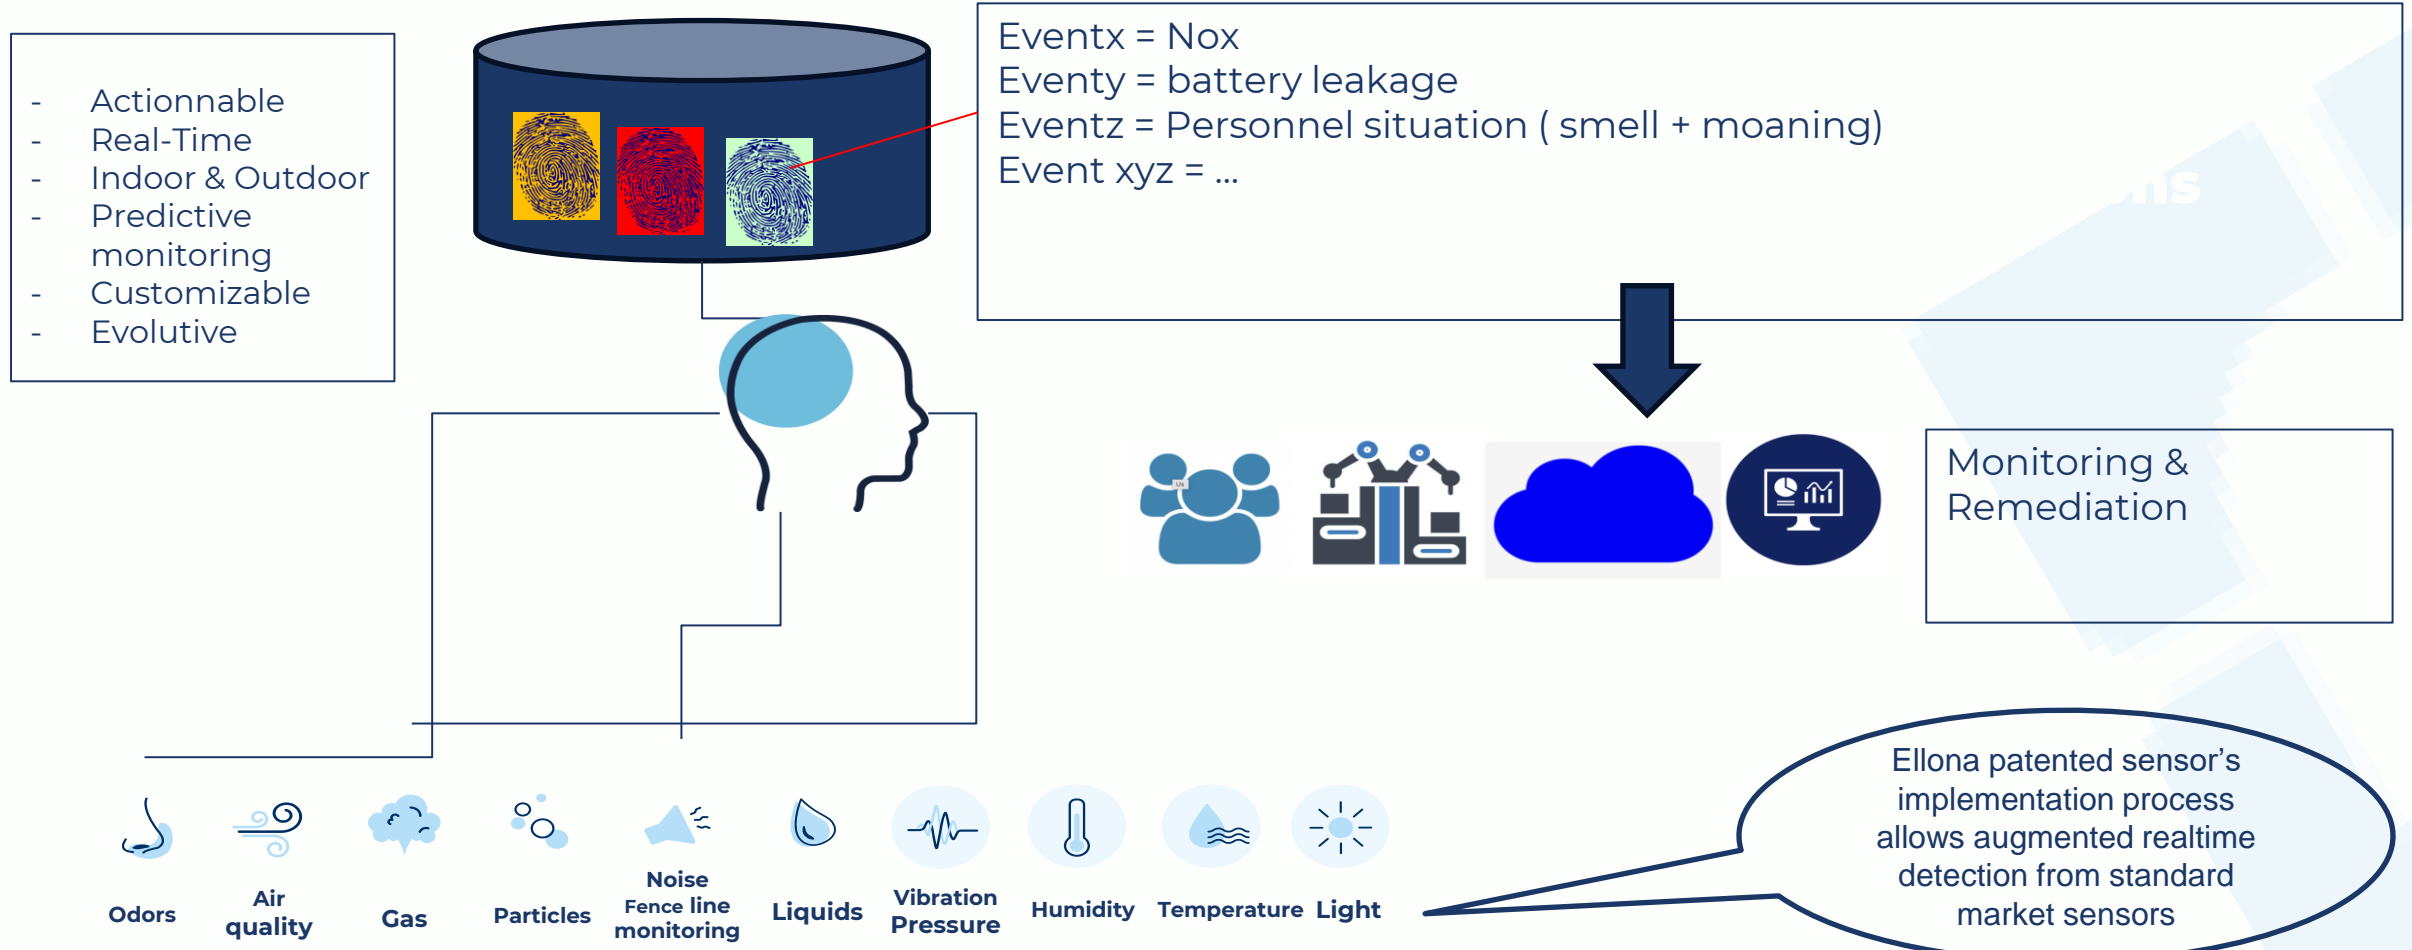 - Actionnable
- Real-Time
- Indoor & Outdoor
- Predictive
monitoring
- Customizable
- Evolutive
Eventx = Nox
Eventy = battery leakage
Eventz = Personnel situation ( smell + moaning)
Event xyz = ...
Monitoring &
Remediation
Us
Odors
Air
quality
Gas
Particles
Noise
Fence line
monitoring
Liquids
Vibration
Pressure
Humidity
Temperature
Light
Ellona patented sensor’s
implementation process
allows augmented realtime
detection from standard
market sensors